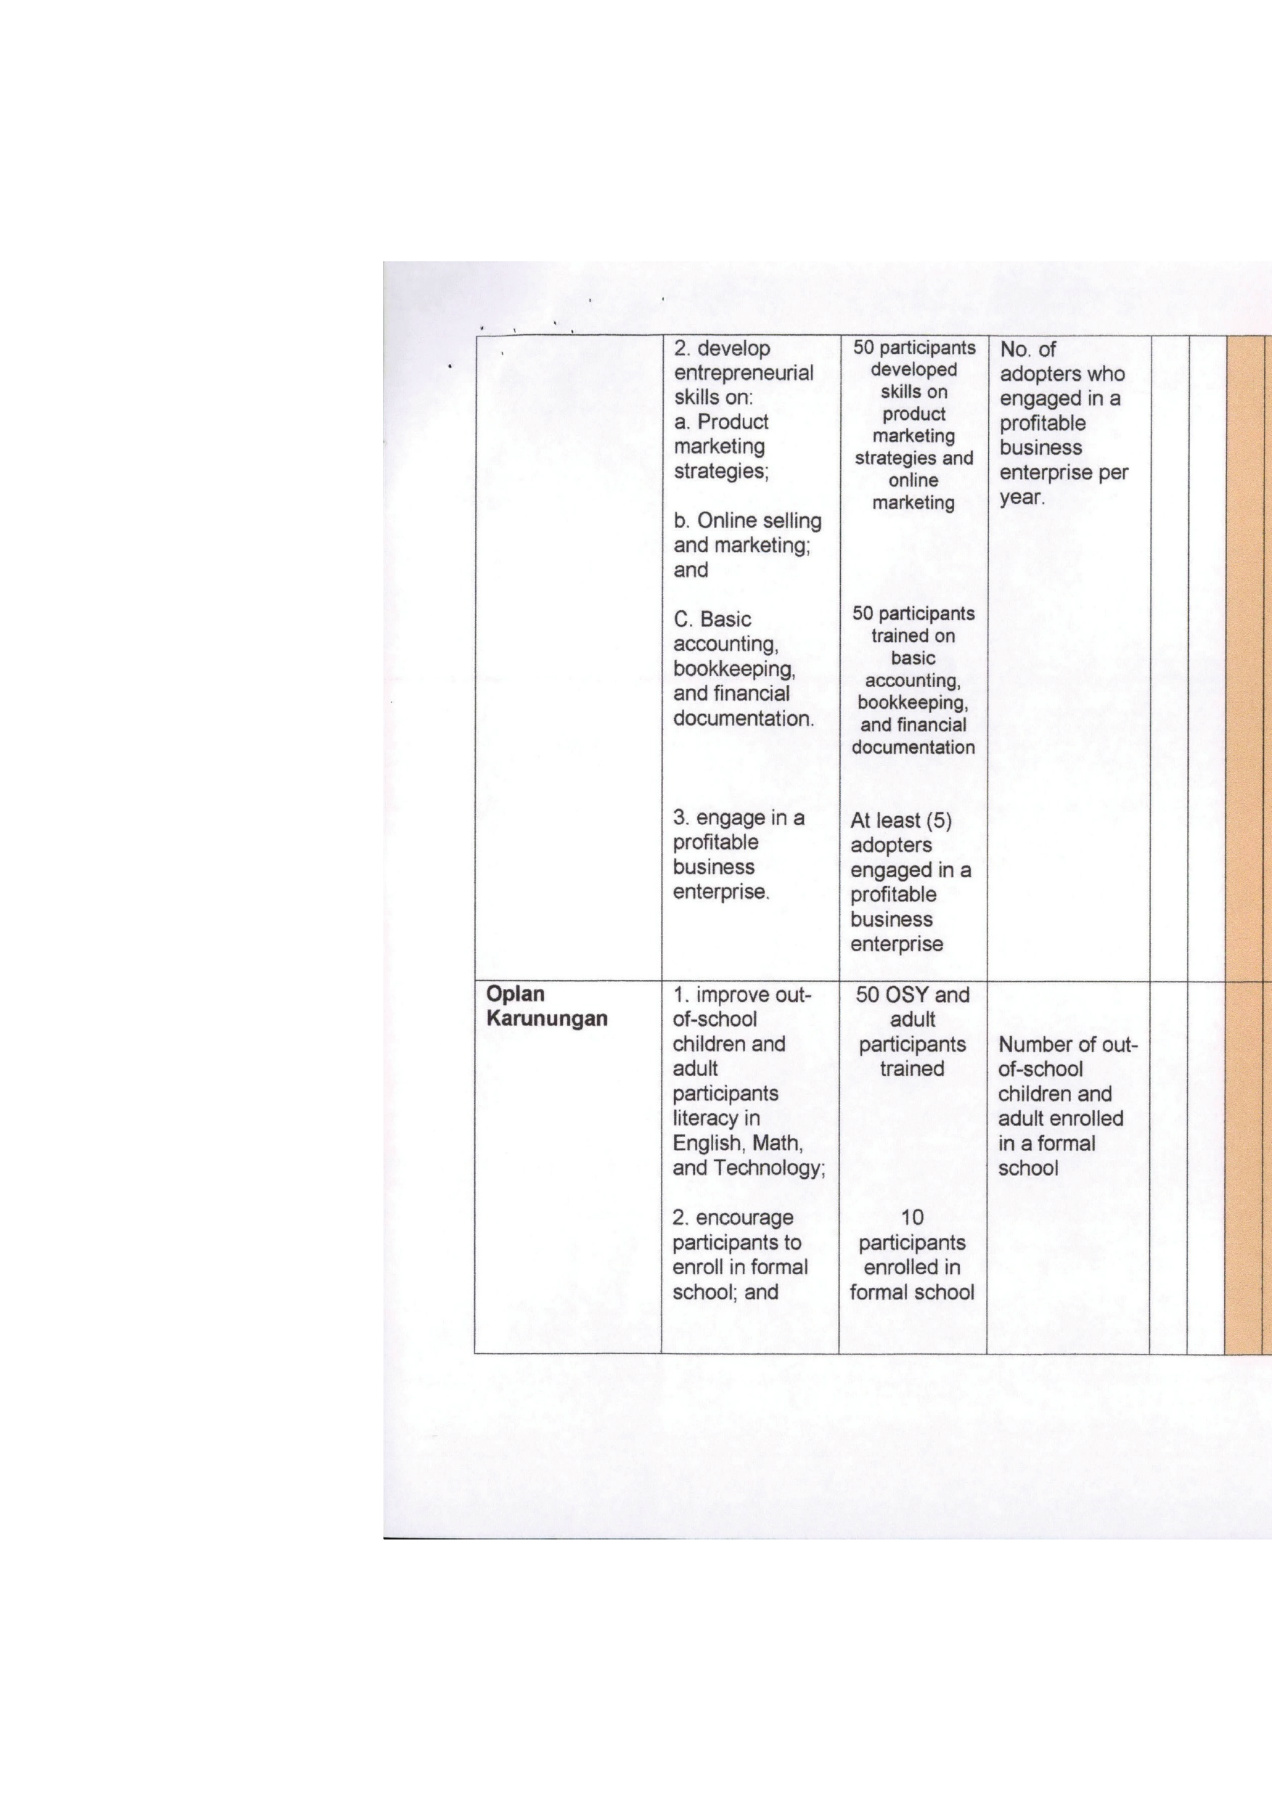 2. develop
entrepreneurial
skills on:
a. Product
marketing
strategies;
b. Online selling
and marketing;
and
C. Basic
accounting,
bookkeeping,
and financial
documentation.
3. engage in a
profitable
business
enterprise.
50 participants
developed
skills on
product
marketing
strategies and
online
marketing
50 participants
trained on
basic
accounting,
bookkeeping,
and financial
documentation
At least (5)
adopters
engaged in a
profitable
business
enterprise
No. of
adopters who
engaged in a
profitable
business
enterprise per
year.
Oplan
Karunungan
1. improve out-
of-school
children and
adult
participants
literacy in
English, Math,
and Technology;
2. encourage
participants to
enroll in formal
school; and
50 OSY and
adult
participants
trained
10
participants
enrolled in
formal school
Number of out-
of-school
children and
adult enrolled
in a formal
school